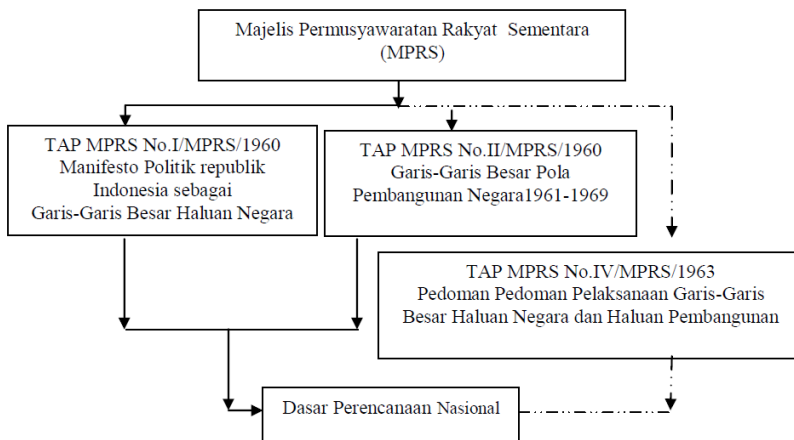 Majelis Permusyawaratan Rakyat Sementara
(MPRS)
TAP MPRS No.I/MPRS/1960
Manifesto Politik republik
Indonesia sebagai
Garis-Garis Besar Haluan Negara
TAP MPRS No.II/MPRS/1960
Garis-Garis Besar Pola
Pembangunan Negara1961-1969
TAP MPRS No.IV/MPRS/1963
Pedoman Pedoman Pelaksanaan Garis-Garis
Besar Haluan Negara dan Haluan Pembangunan
Dasar Perencanaan Nasional